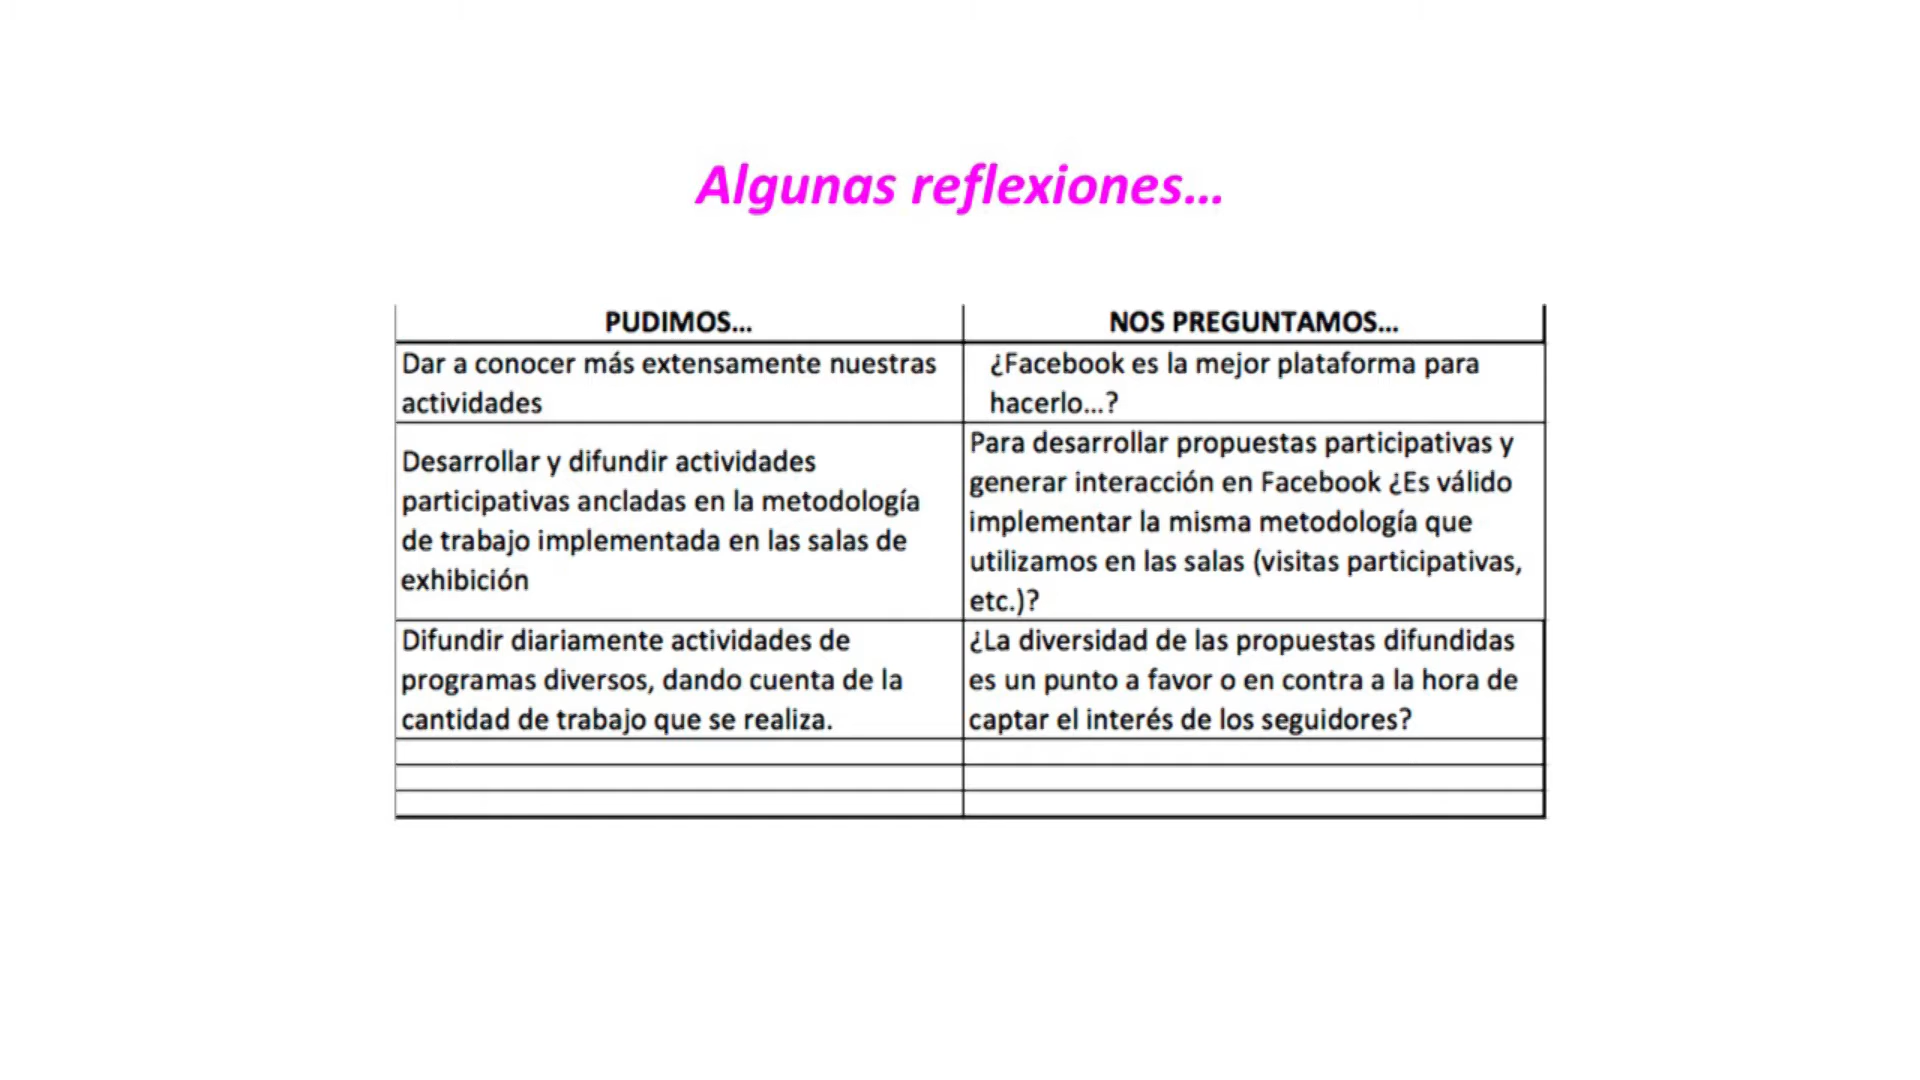 Algunas reflexiones...
PUDIMOS...
NOS PREGUNTAMOS...
Dar a conocer más extensamente nuestras
actividades
¿Facebook es la mejor plataforma para
hacerlo...?
Desarrollar y difundir actividades
participativas ancladas en la metodología
de trabajo implementada en las salas de
exhibición
Para desarrollar propuestas participativas y
generar interacción en Facebook ¿Es válido
implementar la misma metodología que
utilizamos en las salas (visitas participativas,
etc.)?
Difundir diariamente actividades de
programas diversos, dando cuenta de la
cantidad de trabajo que se realiza.
¿La diversidad de las propuestas difundidas
es un punto a favor o en contra a la hora de
captar el interés de los seguidores?